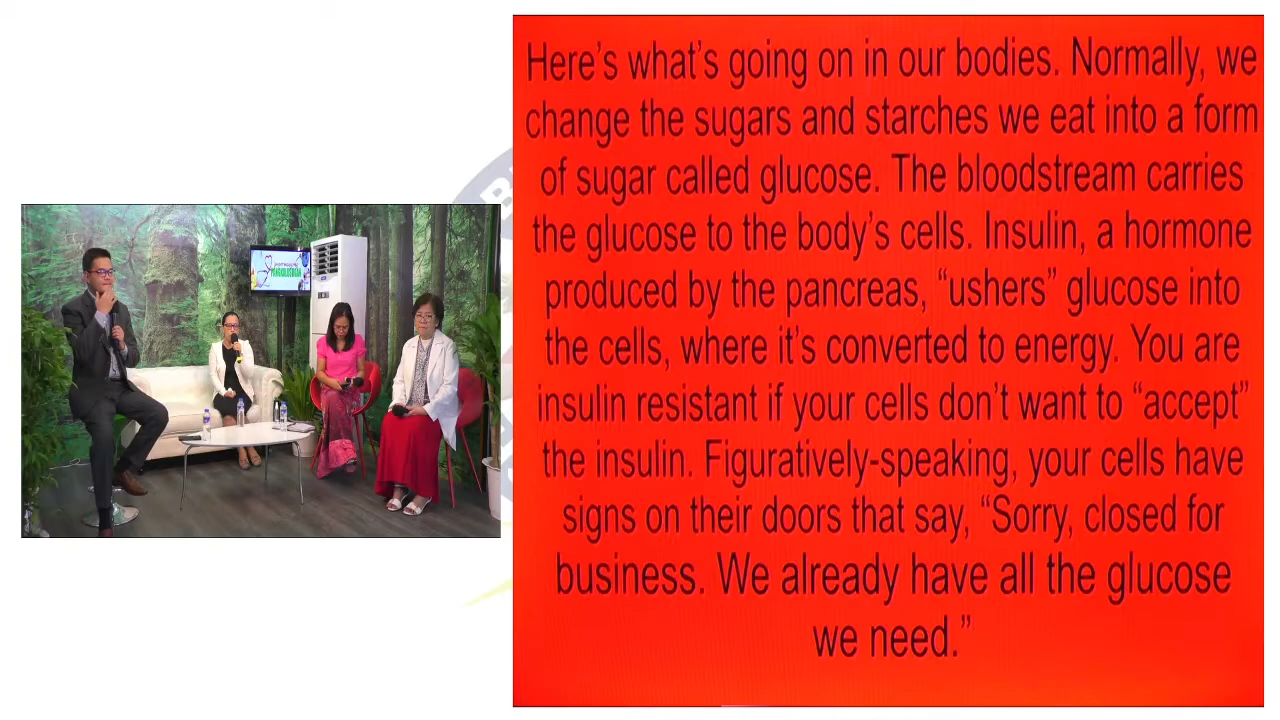 Here’s what’s going on in our bodies. Normally, we
change the sugars and starches we eat into a form
of sugar called glucose. The bloodstream carries
the glucose to the body’s cells. Insulin, a hormone
produced by the pancreas, “ushers” glucose into
the cells, where it’s converted to energy. You are
insulin resistant if your cells don’t want to “accept”
the insulin. Figuratively-speaking, your cells have
signs on their doors that say, “Sorry, closed for
business. We already have all the glucose
we need.”